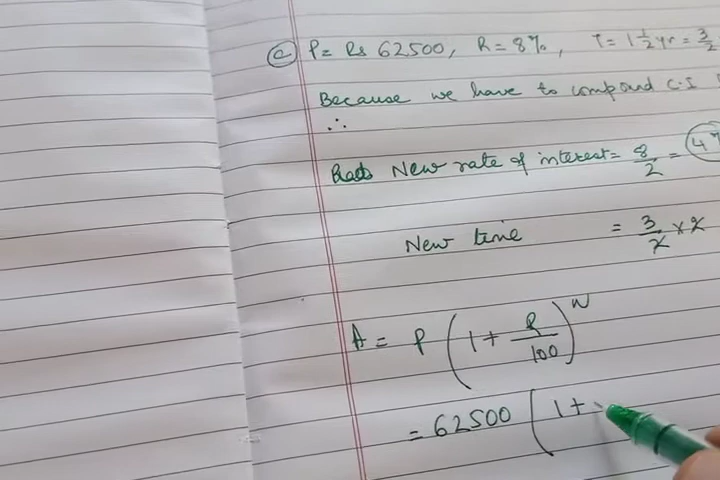 (c) P = Rs 62500, R = 8%, T = 1 1/2 yr = 3/2
Because we have to compound C.I
∴
New rate of interest = 8/2 = 4%
New time = 3/2 × 2
A = P (1 + R/100)^N
= 62500 (1 +